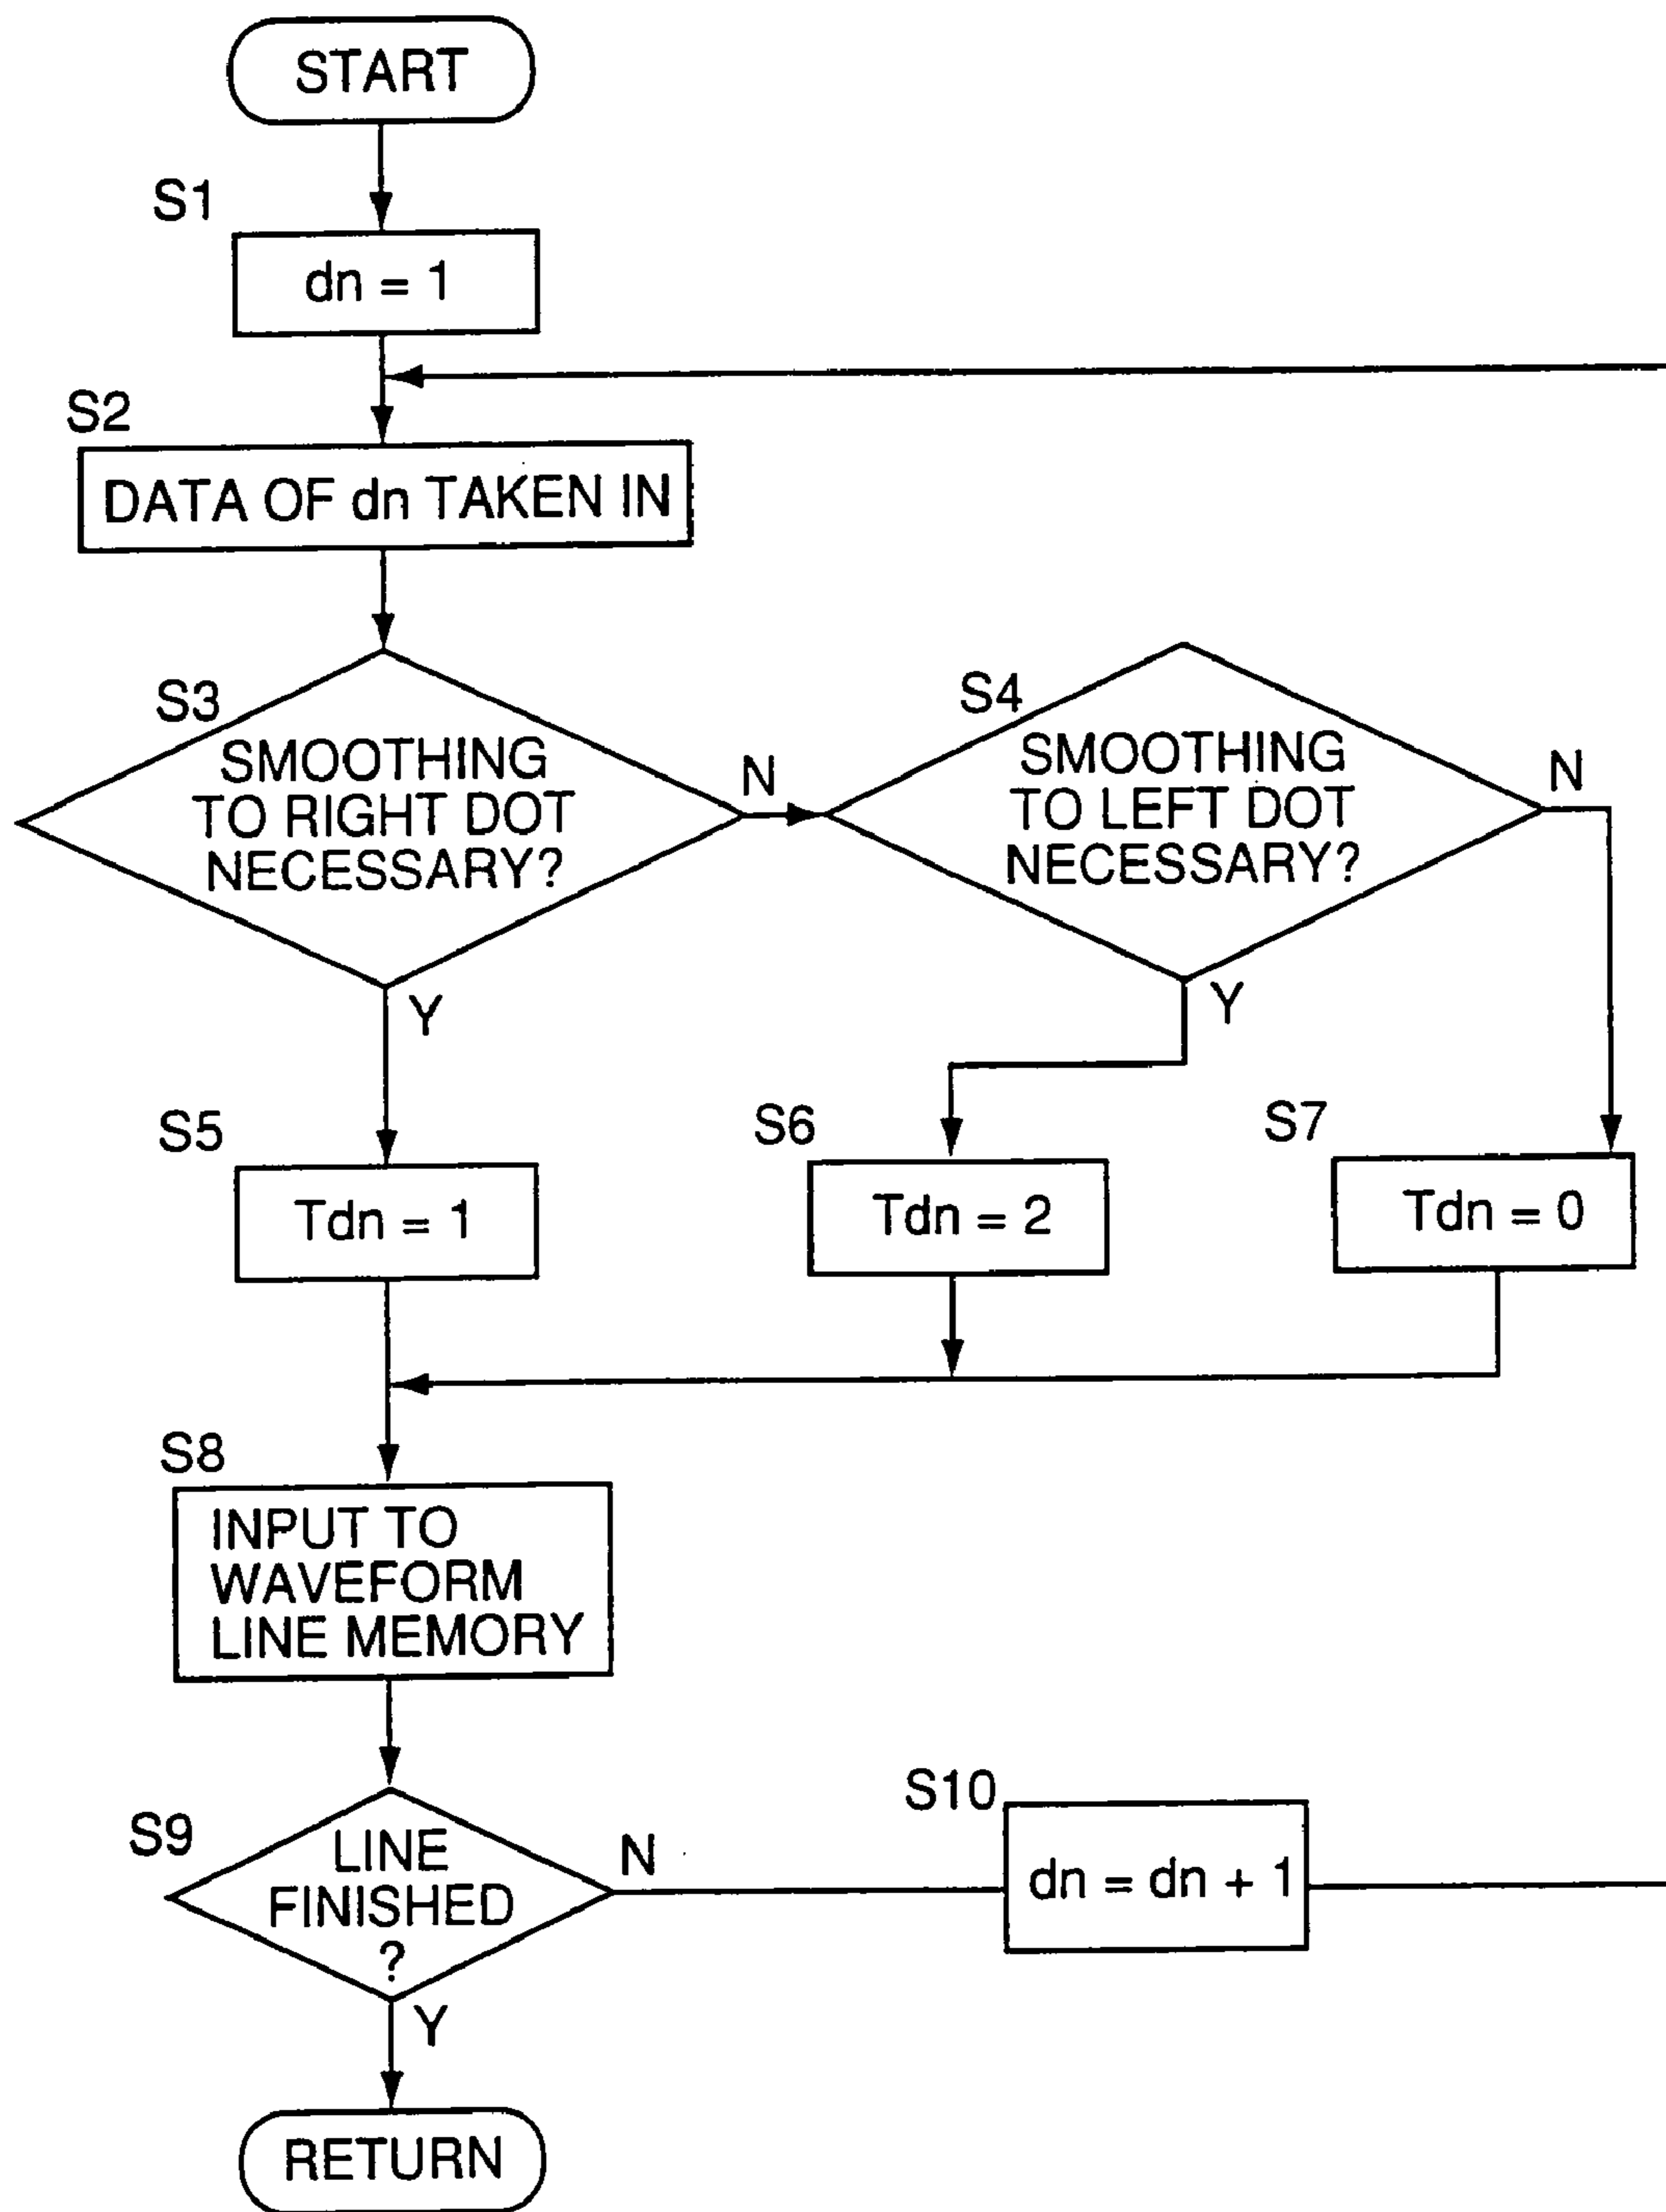 START
S1
dn = 1
S2
DATA OF dn TAKEN IN
S3
SMOOTHING
TO RIGHT DOT
NECESSARY?
N
Y
S4
SMOOTHING
TO LEFT DOT
NECESSARY?
N
Y
S5
Tdn = 1
S6
Tdn = 2
S7
Tdn = 0
S8
INPUT TO
WAVEFORM
LINE MEMORY
S9
LINE
FINISHED
?
N
Y
S10
dn = dn + 1
RETURN